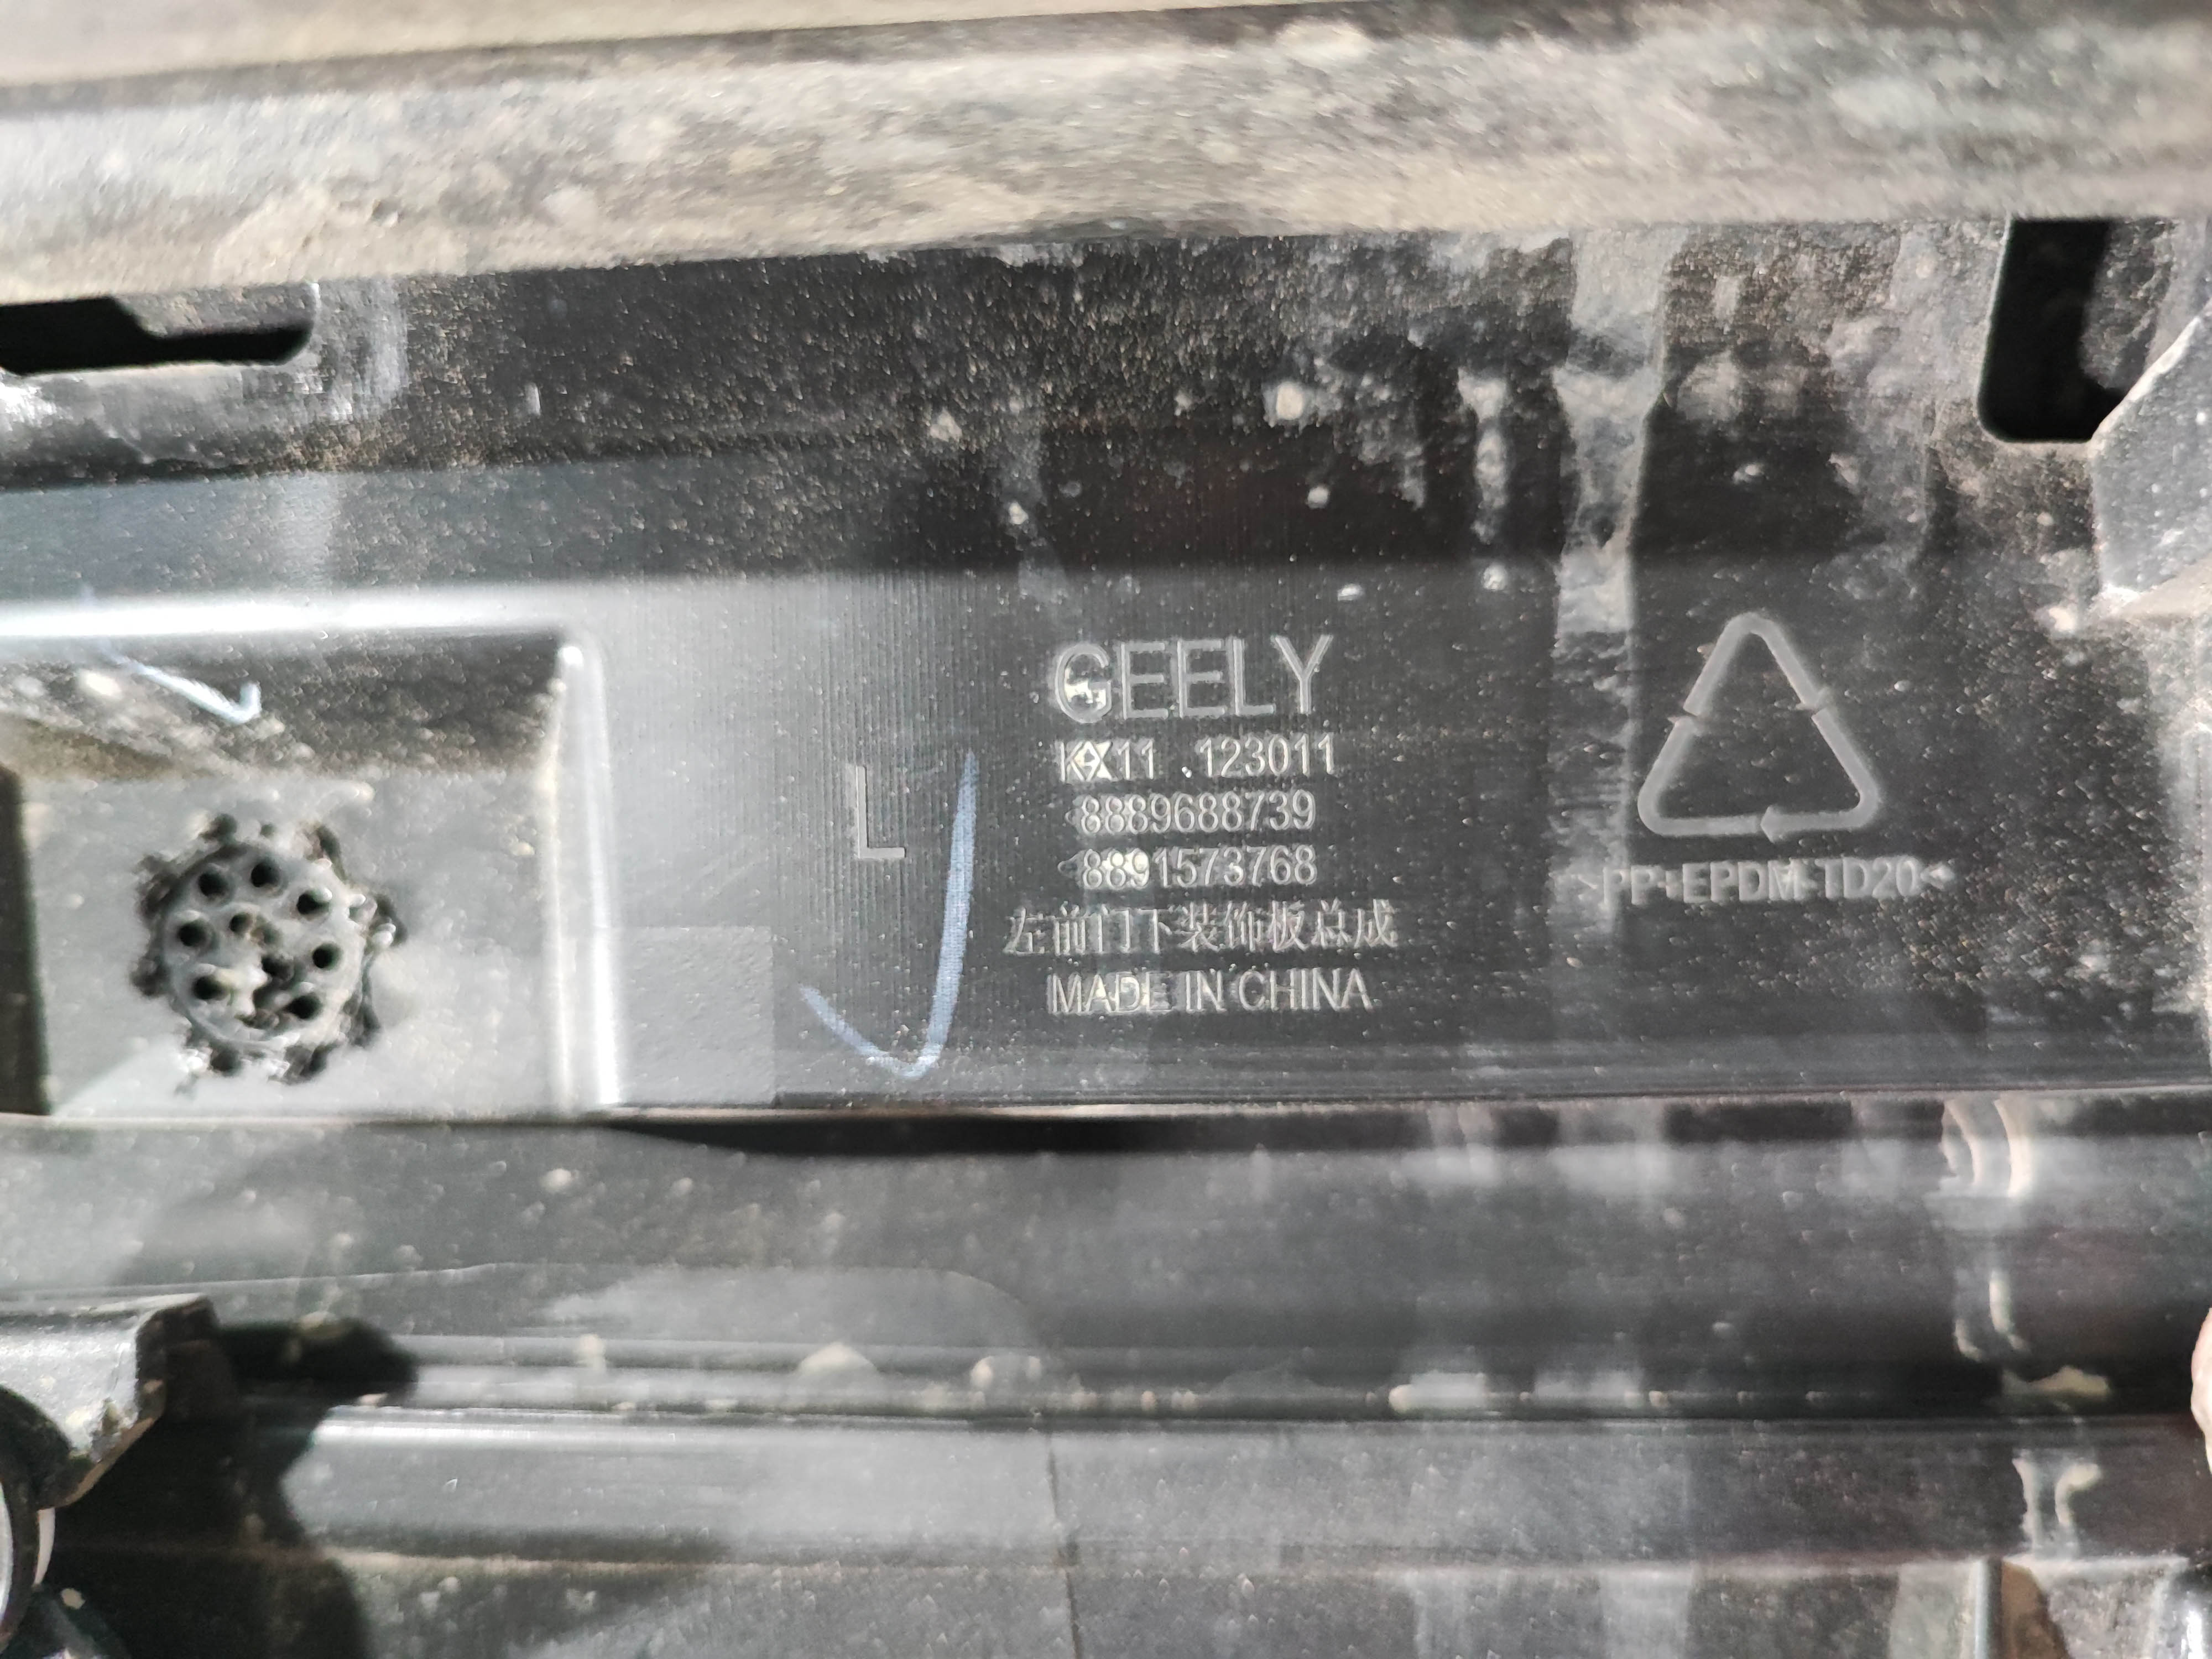 GEELY
KX11 .123011
8889688739
8891573768
左前门下装饰板总成
MADE IN CHINA
L
>PP+EPDM-TD20<